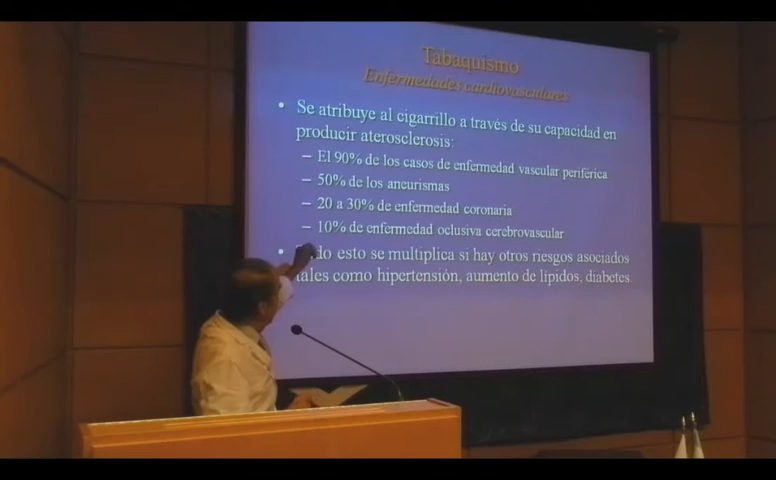 Tabaquismo
Enfermedades cardiovasculares
• Se atribuye al cigarrillo a través de su capacidad en
producir aterosclerosis:
– El 90% de los casos de enfermedad vascular periférica
– 50% de los aneurismas
– 20 a 30% de enfermedad coronaria
– 10% de enfermedad oclusiva cerebrovascular
• do esto se multiplica si hay otros riesgos asociados
tales como hipertensión, aumento de lípidos, diabetes